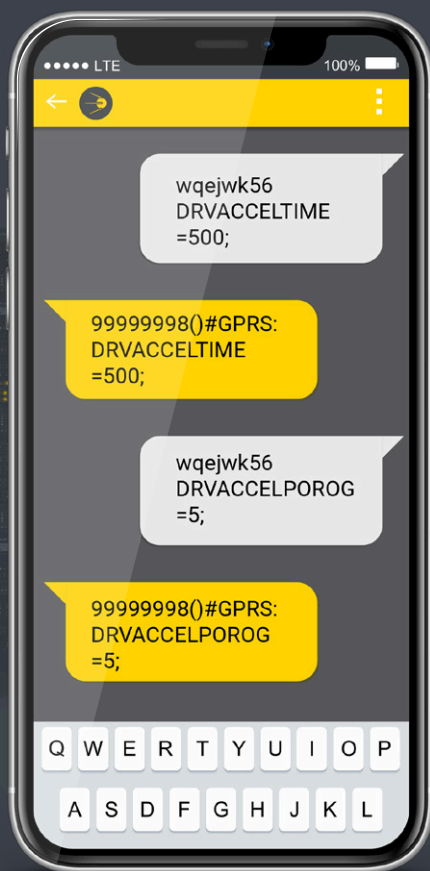 LTE
100%
wqejwk56
DRVACCELTIME
=500;
99999998()#GPRS:
DRVACCELTIME
=500;
wqejwk56
DRVACCELPOROG
=5;
99999998()#GPRS:
DRVACCELPOROG
=5;
Q W E R T Y U I O P
A S D F G H J K L